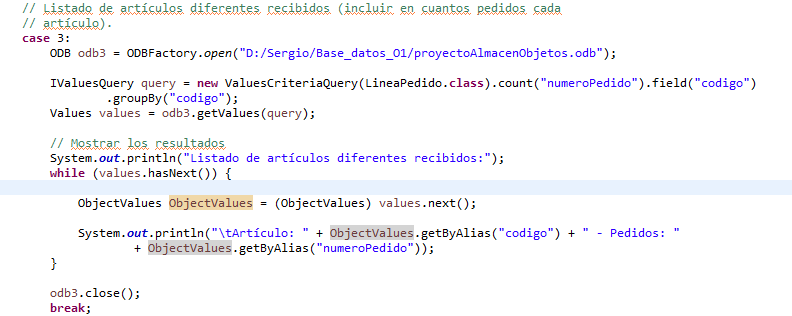 // Listado de artículos diferentes recibidos (incluir en cuantos pedidos cada
// artículo).
case 3:
ODB odb3 = ODBFactory.open("D:/Sergio/Base_datos_O1/proyectoAlmacenObjetos.odb");
IValuesQuery query = new ValuesCriteriaQuery(LineaPedido.class).count("numeroPedido").field("codigo")
.groupBy("codigo");
Values values = odb3.getValues(query);
// Mostrar los resultados
System.out.println("Listado de artículos diferentes recibidos:");
while (values.hasNext()) {
ObjectValues ObjectValues = (ObjectValues) values.next();
System.out.println("\tArtículo: " + ObjectValues.getByAlias("codigo") + " - Pedidos: "
+ ObjectValues.getByAlias("numeroPedido"));
}
odb3.close();
break;